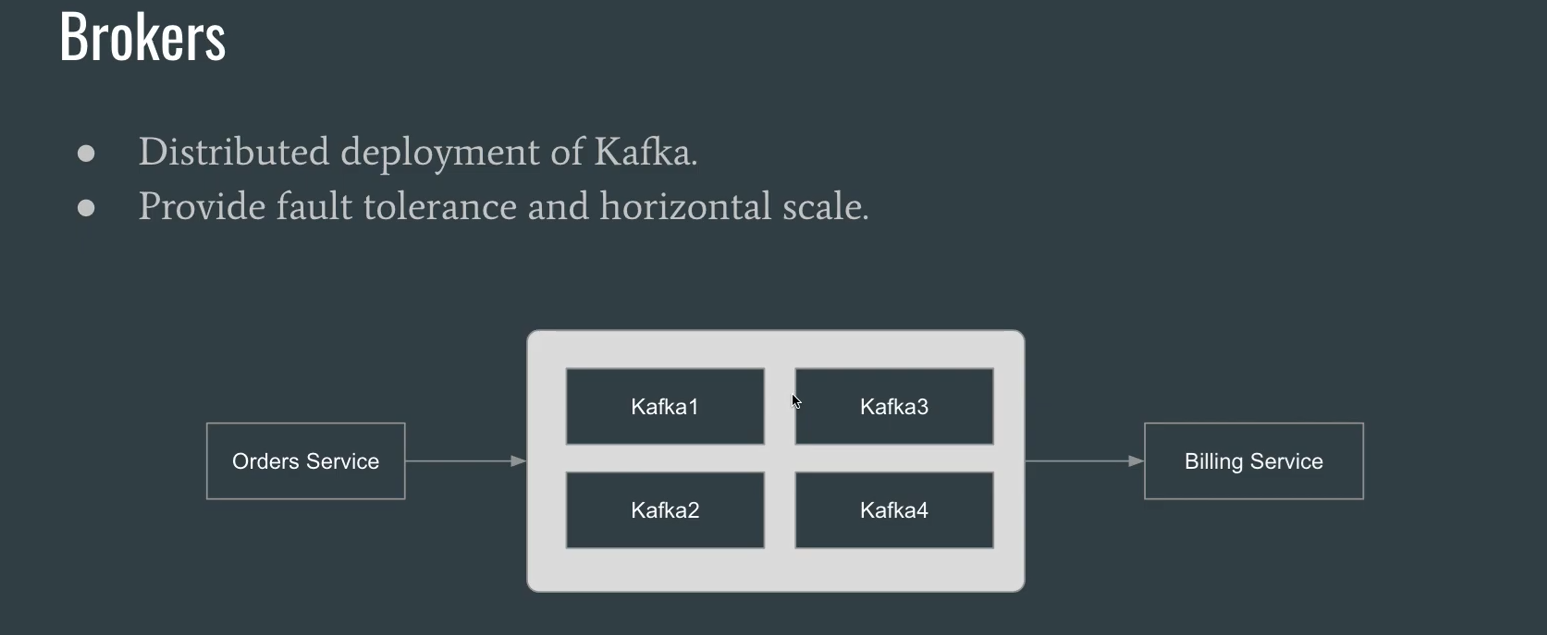 Brokers
● Distributed deployment of Kafka.
● Provide fault tolerance and horizontal scale.
Kafka1
Kafka3
Orders Service
Billing Service
Kafka2
Kafka4